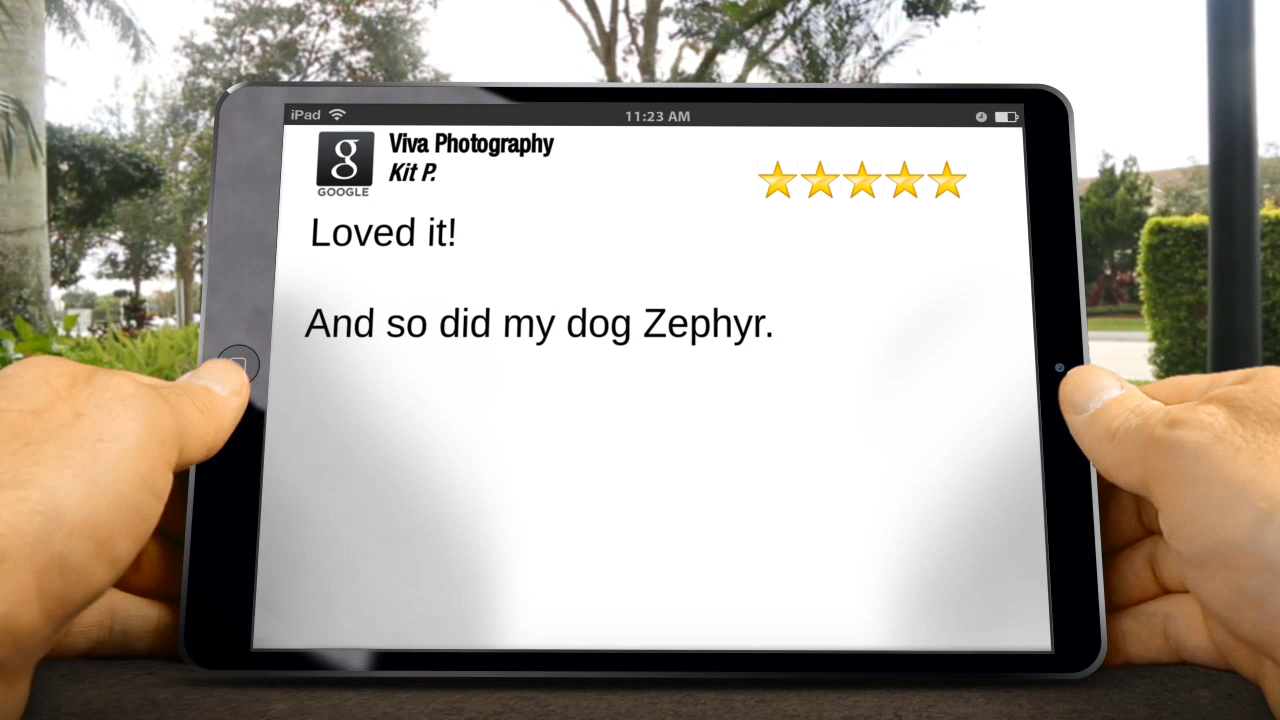 iPad 11:23 AM
g
GOOGLE
Viva Photography
Kit P.
Loved it!
And so did my dog Zephyr.